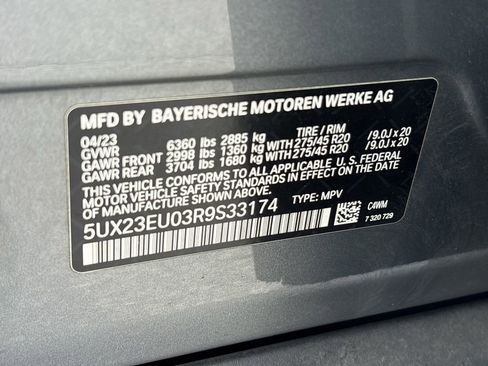 MFD BY BAYERISCHE MOTOREN WERKE AG
04/23 TIRE / RIM
GVWR 6360 lbs 2885 kg
GAWR FRONT 2998 lbs 1360 kg WITH 275/45 R20 / 9.0J x 20
GAWR REAR 3704 lbs 1680 kg WITH 275/45 R20 / 9.0J x 20
THIS VEHICLE CONFORMS TO ALL APPLICABLE U.S. FEDERAL
MOTOR VEHICLE SAFETY STANDARDS IN EFFECT ON THE DATE
OF MANUFACTURE SHOWN ABOVE.
5UX23EU03R9S33174 TYPE: MPV
C4WM
7 320 729